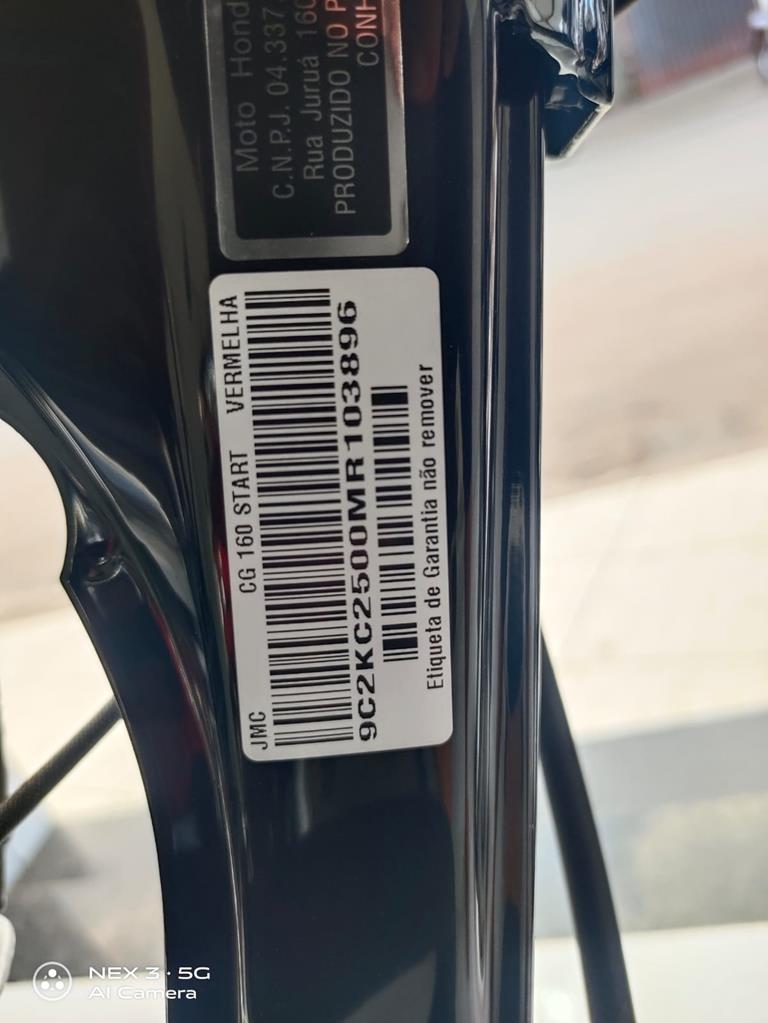 Moto Hond
C.N.P.J. 04.337.
Rua Juruá 160
PRODUZIDO NO P
CONH
JMC CG 160 START VERMELHA
9C2KC2500MR103896
Etiqueta de Garantia não remover
NEX 3 · 5G
AI Camera